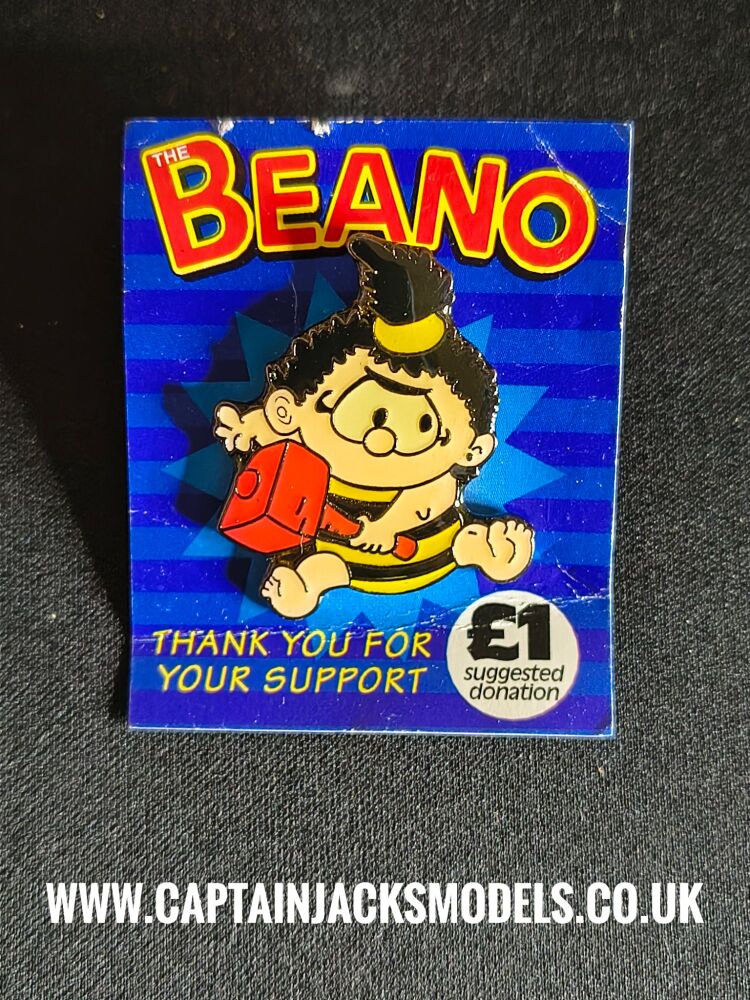 THE
BEANO
THANK YOU FOR
YOUR SUPPORT
£1
suggested
donation
WWW.CAPTAINJACKSMODELS.CO.UK